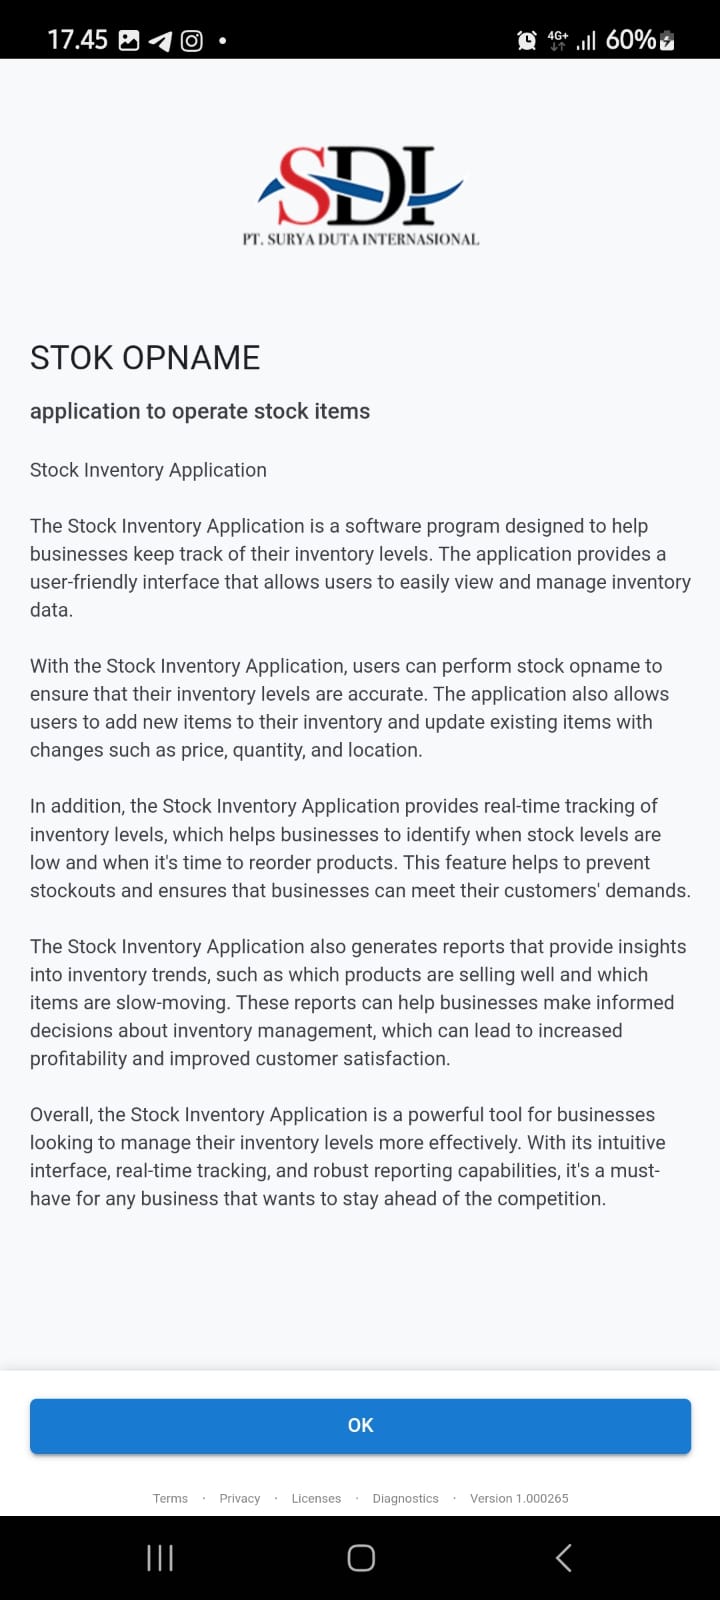 17.45
4G+
60%
SDI
PT. SURYA DUTA INTERNASIONAL
STOK OPNAME
application to operate stock items
Stock Inventory Application
The Stock Inventory Application is a software program designed to help
businesses keep track of their inventory levels. The application provides a
user-friendly interface that allows users to easily view and manage inventory
data.
With the Stock Inventory Application, users can perform stock opname to
ensure that their inventory levels are accurate. The application also allows
users to add new items to their inventory and update existing items with
changes such as price, quantity, and location.
In addition, the Stock Inventory Application provides real-time tracking of
inventory levels, which helps businesses to identify when stock levels are
low and when it's time to reorder products. This feature helps to prevent
stockouts and ensures that businesses can meet their customers' demands.
The Stock Inventory Application also generates reports that provide insights
into inventory trends, such as which products are selling well and which
items are slow-moving. These reports can help businesses make informed
decisions about inventory management, which can lead to increased
profitability and improved customer satisfaction.
Overall, the Stock Inventory Application is a powerful tool for businesses
looking to manage their inventory levels more effectively. With its intuitive
interface, real-time tracking, and robust reporting capabilities, it's a must-
have for any business that wants to stay ahead of the competition.
OK
Terms · Privacy · Licenses · Diagnostics · Version 1.000265